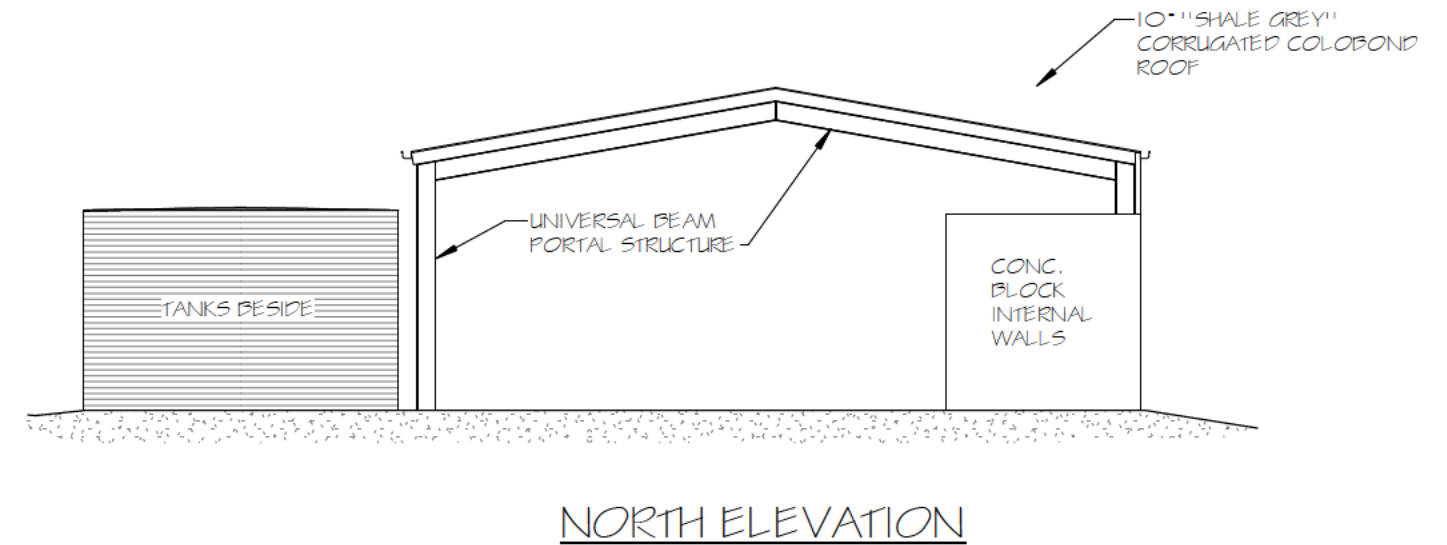 10° "SHALE GREY"
CORRUGATED COLOBOND
ROOF
UNIVERSAL BEAM
PORTAL STRUCTURE
CONC.
BLOCK
INTERNAL
WALLS
TANKS BESIDE
NORTH ELEVATION